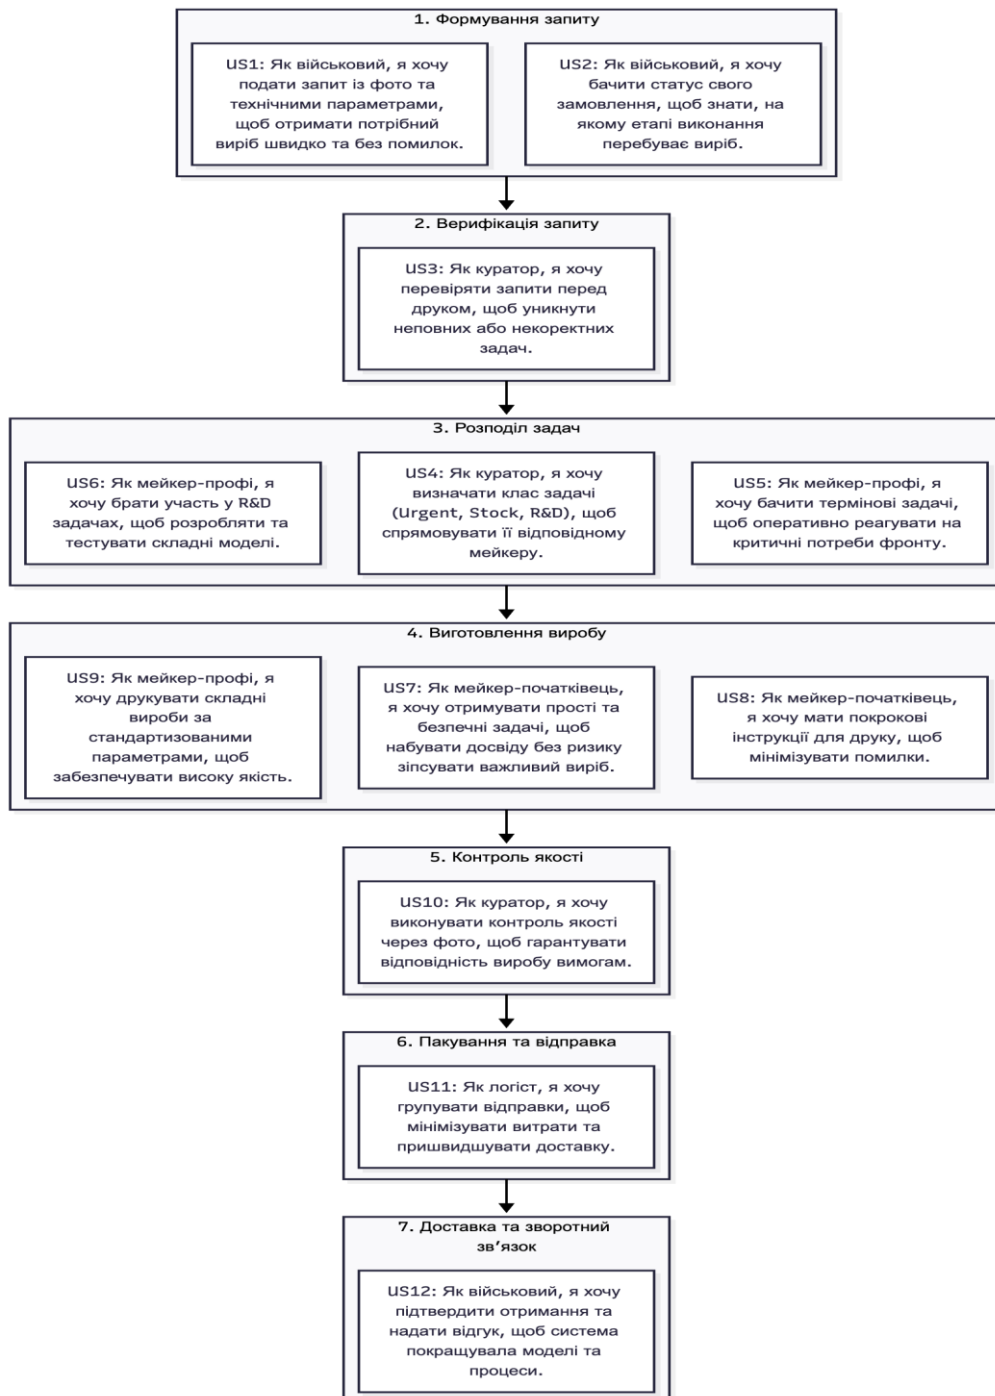 1. Формування запиту
US1: Як військовий, я хочу
подати запит із фото та
технічними параметрами,
щоб отримати потрібний
виріб швидко та без помилок.
US2: Як військовий, я хочу
бачити статус свого
замовлення, щоб знати, на
якому етапі виконання
перебуває виріб.
2. Верифікація запиту
US3: Як куратор, я хочу
перевіряти запити перед
друком, щоб уникнути
неповних або некоректних
задач.
3. Розподіл задач
US6: Як мейкер-профі, я
хочу брати участь у R&D
задачах, щоб розробляти та
тестувати складні моделі.
US4: Як куратор, я хочу
визначати клас задачі
(Urgent, Stock, R&D), щоб
спрямовувати її відповідному
мейкеру.
US5: Як мейкер-профі, я
хочу бачити термінові задачі,
щоб оперативно реагувати на
критичні потреби фронту.
4. Виготовлення виробу
US9: Як мейкер-профі, я
хочу друкувати складні
вироби за
стандартизованими
параметрами, щоб
забезпечувати високу якість.
US7: Як мейкер-початківець,
я хочу отримувати прості та
безпечні задачі, щоб
набувати досвіду без ризику
зіпсувати важливий виріб.
US8: Як мейкер-початківець,
я хочу мати покрокові
інструкції для друку, щоб
мінімізувати помилки.
5. Контроль якості
US10: Як куратор, я хочу
виконувати контроль якості
через фото, щоб гарантувати
відповідність виробу вимогам.
6. Пакування та відправка
US11: Як логіст, я хочу
групувати відправки, щоб
мінімізувати витрати та
пришвидшувати доставку.
7. Доставка та зворотний
зв’язок
US12: Як військовий, я хочу
підтвердити отримання та
надати відгук, щоб система
покращувала моделі та
процеси.